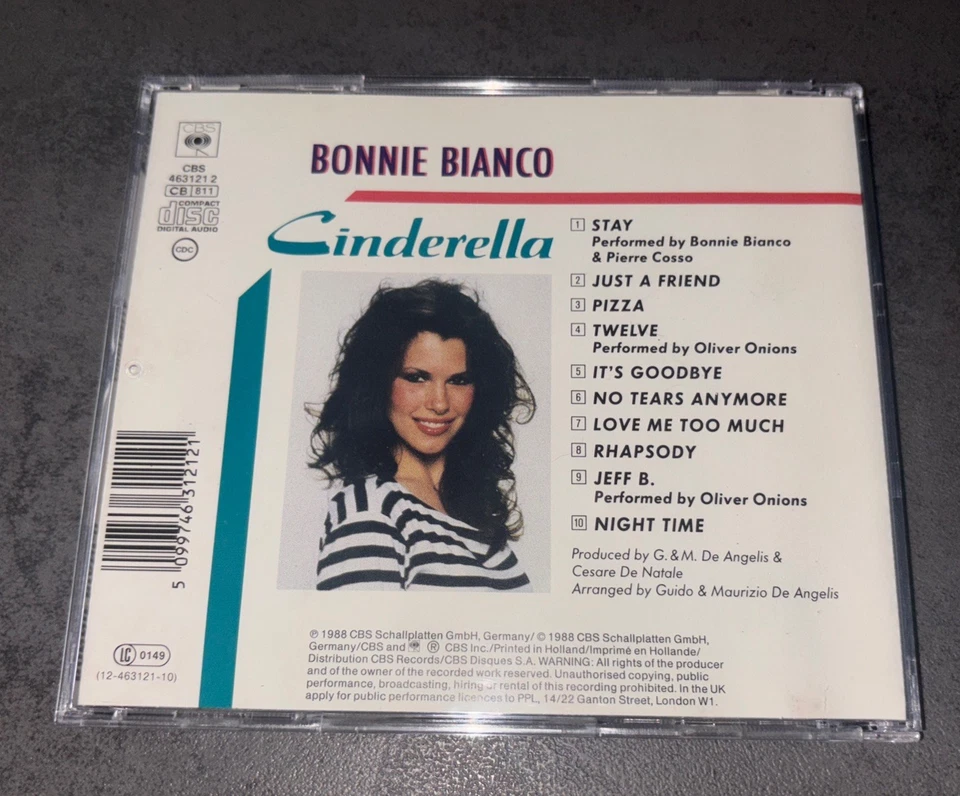 CBS
CBS
463121 2
CB 811
COMPACT
disc
DIGITAL AUDIO
CDC
BONNIE BIANCO
Cinderella
1 STAY
Performed by Bonnie Bianco
& Pierre Cosso
2 JUST A FRIEND
3 PIZZA
4 TWELVE
Performed by Oliver Onions
5 IT'S GOODBYE
6 NO TEARS ANYMORE
7 LOVE ME TOO MUCH
8 RHAPSODY
9 JEFF B.
Performed by Oliver Onions
10 NIGHT TIME
Produced by G. & M. De Angelis &
Cesare De Natale
Arranged by Guido & Maurizio De Angelis
5 099746 312121
LC 0149
(12-463121-10)
℗ 1988 CBS Schallplatten GmbH, Germany/ © 1988 CBS Schallplatten GmbH,
Germany/CBS and ® CBS Inc./Printed in Holland/Imprimé en Hollande/
Distribution CBS Records/CBS Disques S.A. WARNING: All rights of the producer
and of the owner of the recorded work reserved. Unauthorised copying, public
performance, broadcasting, hiring or rental of this recording prohibited. In the UK
apply for public performance licences to PPL, 14/22 Ganton Street, London W1.